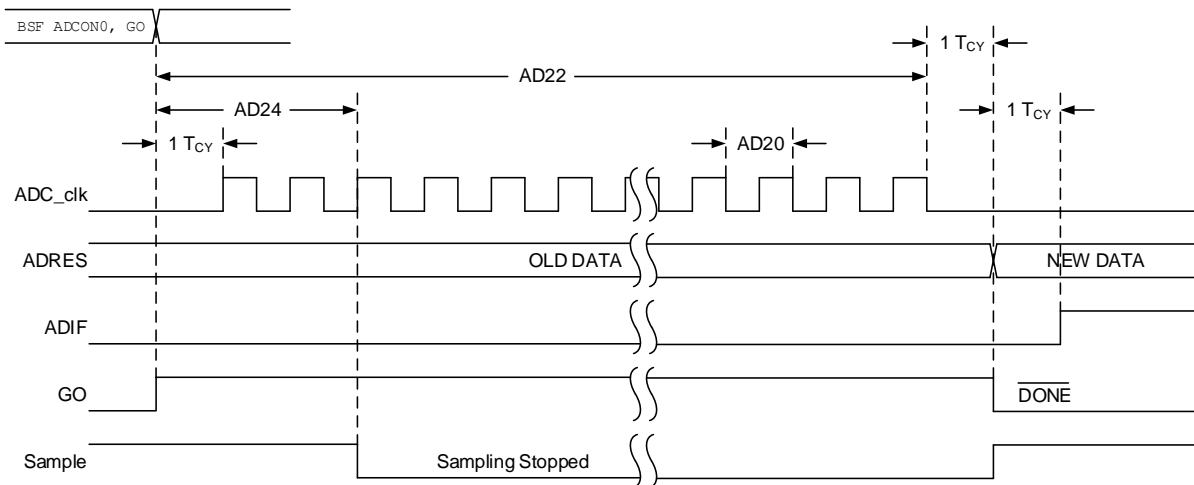 BSF ADCON0, GO
1 TCY
AD22
AD24
1 TCY
1 TCY
AD20
ADC_clk
ADRES
OLD DATA
NEW DATA
ADIF
GO
DONE
Sample
Sampling Stopped